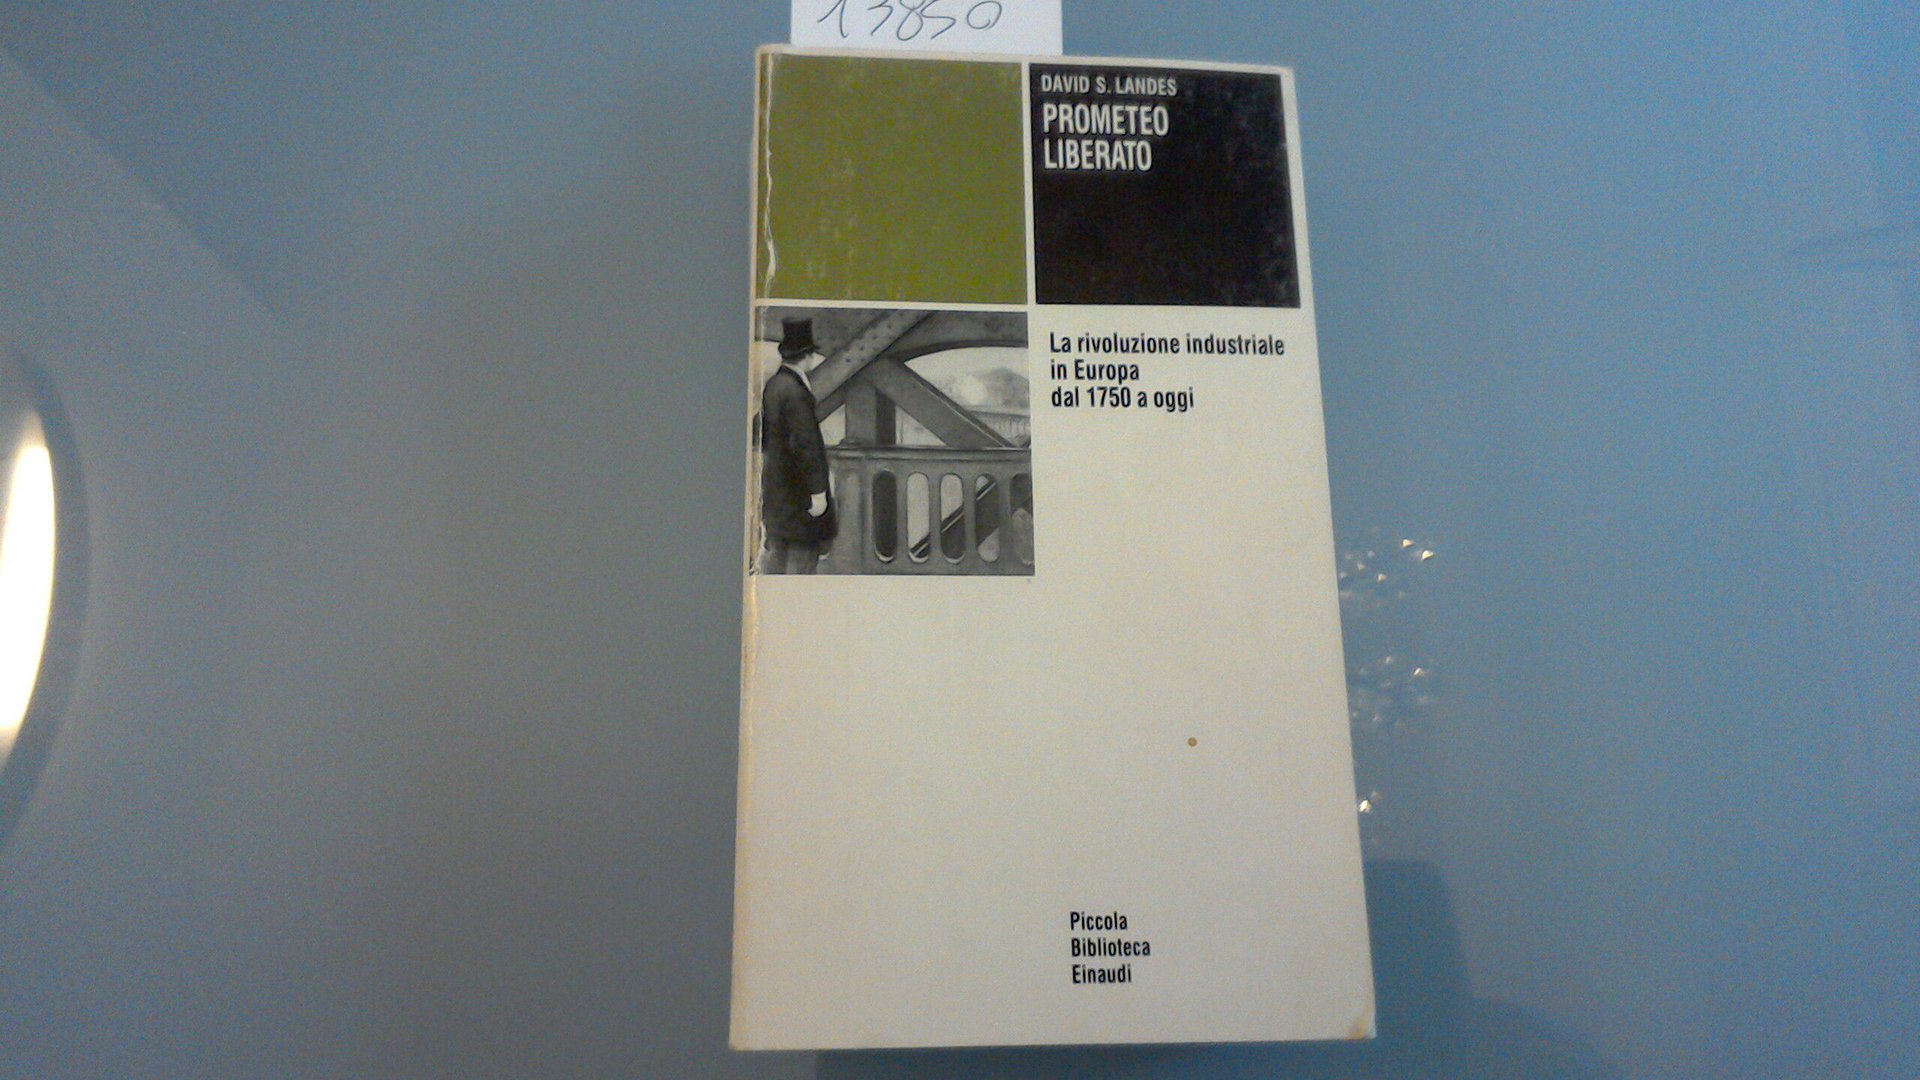 13850
DAVID S. LANDES
PROMETEO
LIBERATO
La rivoluzione industriale
in Europa
dal 1750 a oggi
Piccola
Biblioteca
Einaudi